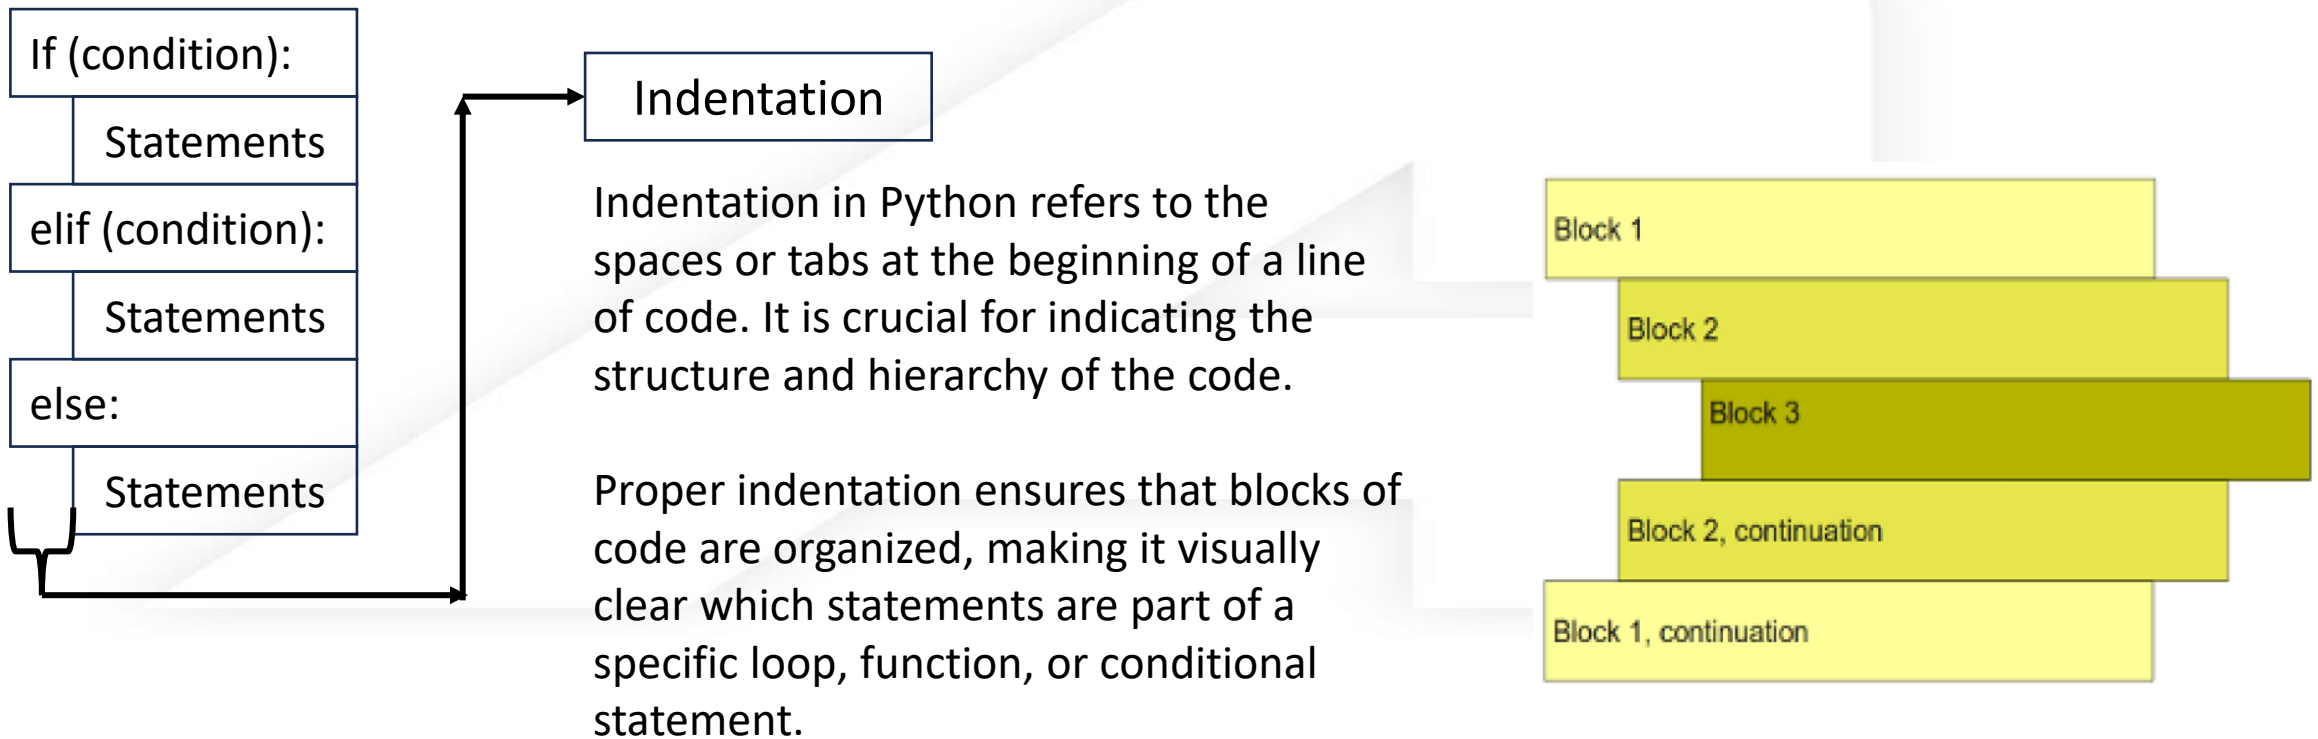 If (condition):
Statements
elif (condition):
Statements
else:
Statements
Indentation
Indentation in Python refers to the
spaces or tabs at the beginning of a line
of code. It is crucial for indicating the
structure and hierarchy of the code.
Proper indentation ensures that blocks of
code are organized, making it visually
clear which statements are part of a
specific loop, function, or conditional
statement.
Block 1
Block 2
Block 3
Block 2, continuation
Block 1, continuation